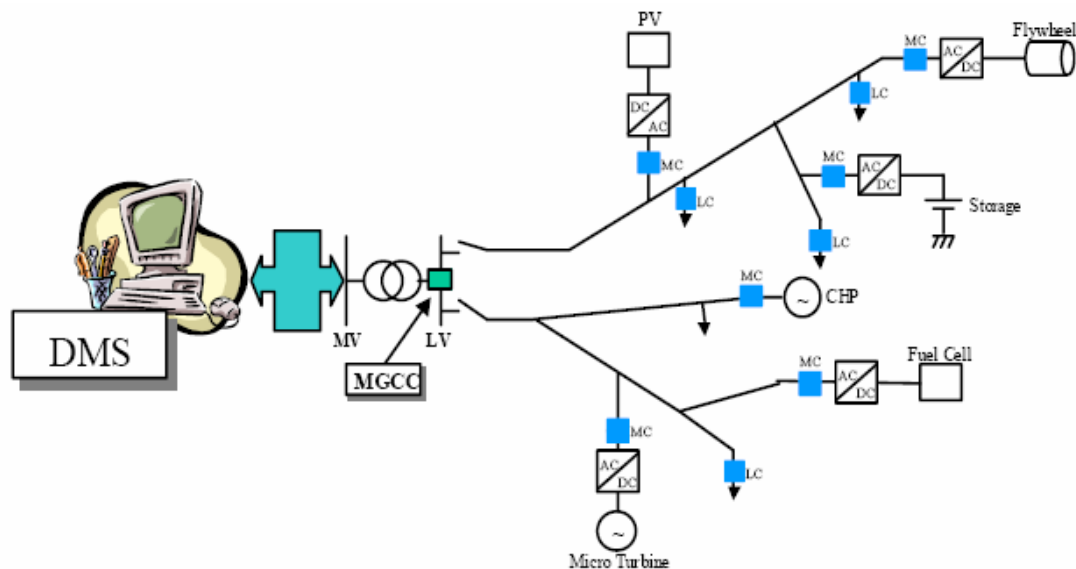 PV
Flywheel
MC
AC
DC
LC
DC
AC
MC
LC
MC
AC
DC
Storage
LC
DMS
MV
LV
MGCC
MC
~
CHP
Fuel Cell
MC
AC
DC
MC
AC
DC
LC
~
Micro Turbine